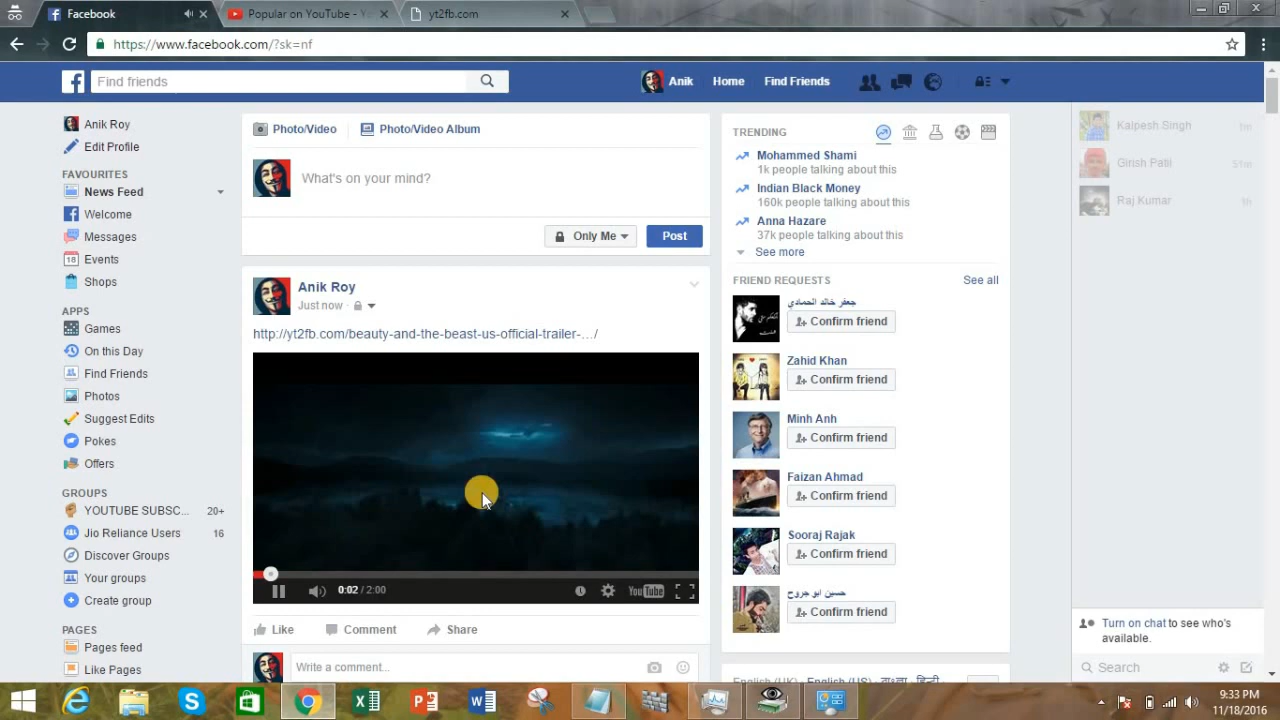 Facebook
Popular on YouTube - Y
yt2fb.com
https://www.facebook.com/?sk=nf
Find friends
Anik
Home
Find Friends
Anik Roy
Edit Profile
FAVOURITES
News Feed
Welcome
Messages
18
Events
Shops
APPS
Games
On this Day
Find Friends
Photos
Suggest Edits
Pokes
Offers
GROUPS
YOUTUBE SUBSC... 20+
Jio Reliance Users 16
Discover Groups
Your groups
Create group
PAGES
Pages feed
Like Pages
Photo/Video
Photo/Video Album
What's on your mind?
Only Me
Post
Anik Roy
Just now
http://yt2fb.com/beauty-and-the-beast-us-official-trailer-.../
0:02 / 2:00
YouTube
Like
Comment
Share
Write a comment...
TRENDING
Mohammed Shami
1k people talking about this
Indian Black Money
160k people talking about this
Anna Hazare
37k people talking about this
See more
FRIEND REQUESTS
See all
جعفر خالد الحمادي
Confirm friend
Zahid Khan
Confirm friend
Minh Anh
Confirm friend
Faizan Ahmad
Confirm friend
Sooraj Rajak
Confirm friend
حسين ابو جروح
Confirm friend
English (UK) · English (US) · বাংলা · हिन्दी
Kalpesh Singh 1m
Girish Patil 51m
Raj Kumar 1h
Turn on chat to see who's
available.
Search
9:33 PM
11/18/2016